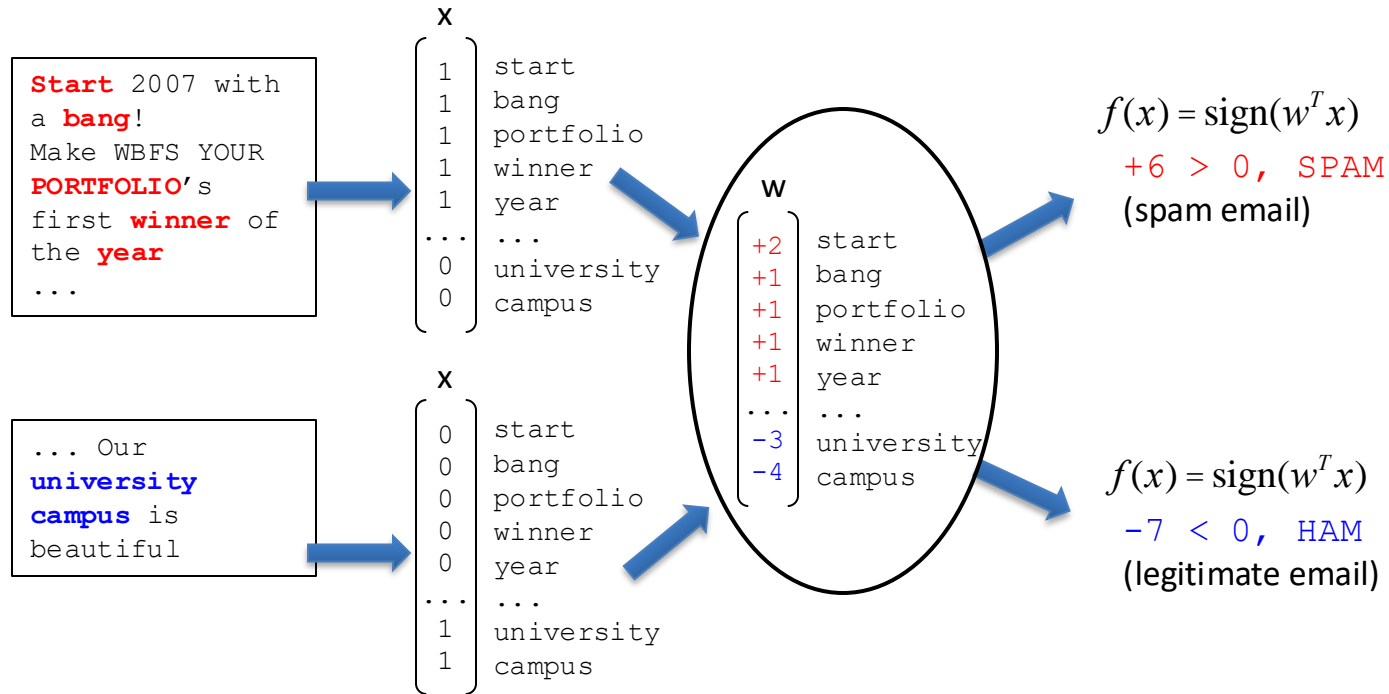 Start 2007 with
a bang!
Make WBFS YOUR
PORTFOLIO’s
first winner of
the year
...
x
1 start
1 bang
1 portfolio
1 winner
1 year
... ...
0 university
0 campus
... Our
university
campus is
beautiful
x
0 start
0 bang
0 portfolio
0 winner
0 year
... ...
1 university
1 campus
w
+2 start
+1 bang
+1 portfolio
+1 winner
+1 year
... ...
-3 university
-4 campus
f(x) = sign(w^T x)
+6 > 0, SPAM
(spam email)
f(x) = sign(w^T x)
-7 < 0, HAM
(legitimate email)